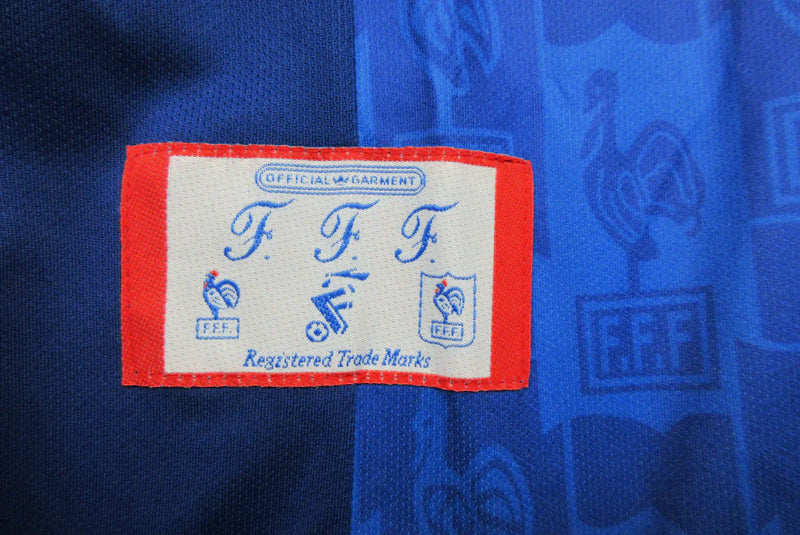 OFFICIAL GARMENT
F. F. F.
F.F.F. F.F.F.
Registered Trade Marks
F.F.F